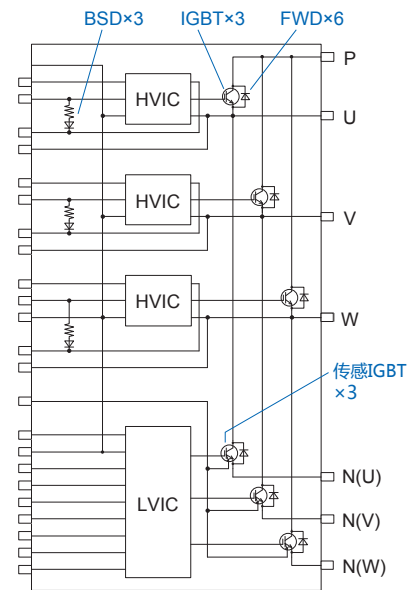 BSD×3 IGBT×3 FWD×6
P
HVIC
U
HVIC
V
HVIC
W
传感IGBT
×3
N(U)
LVIC
N(V)
N(W)